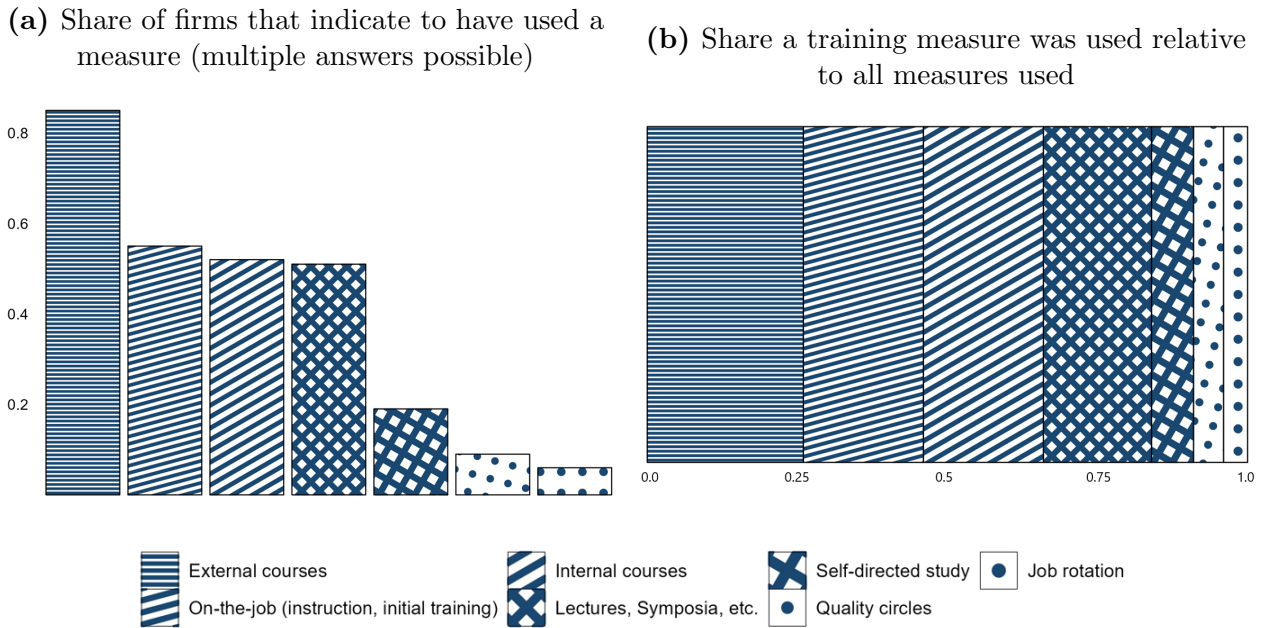 (a) Share of firms that indicate to have used a
measure (multiple answers possible)
(b) Share a training measure was used relative
to all measures used
0.8
0.6
0.4
0.2
0.0 0.25 0.5 0.75 1.0
External courses
Internal courses
Self-directed study
Job rotation
On-the-job (instruction, initial training)
Lectures, Symposia, etc.
Quality circles